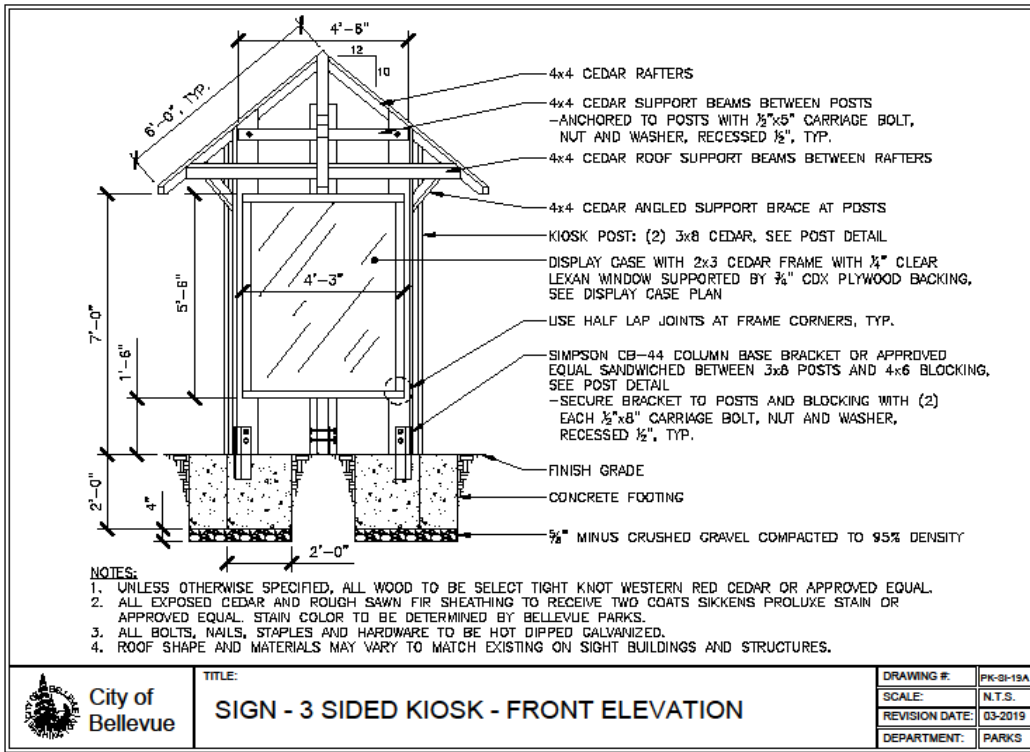 4'-6"
12
10
6'-0", TYP.
4x4 CEDAR RAFTERS
4x4 CEDAR SUPPORT BEAMS BETWEEN POSTS
-ANCHORED TO POSTS WITH ½"x5" CARRIAGE BOLT,
NUT AND WASHER, RECESSED ½", TYP.
4x4 CEDAR ROOF SUPPORT BEAMS BETWEEN RAFTERS
4x4 CEDAR ANGLED SUPPORT BRACE AT POSTS
KIOSK POST: (2) 3x8 CEDAR, SEE POST DETAIL
DISPLAY CASE WITH 2x3 CEDAR FRAME WITH ¼" CLEAR
LEXAN WINDOW SUPPORTED BY ¾" CDX PLYWOOD BACKING,
SEE DISPLAY CASE PLAN
4'-3"
5'-6"
7'-0"
1'-6"
USE HALF LAP JOINTS AT FRAME CORNERS, TYP.
SIMPSON CB-44 COLUMN BASE BRACKET OR APPROVED
EQUAL SANDWICHED BETWEEN 3x8 POSTS AND 4x6 BLOCKING,
SEE POST DETAIL
-SECURE BRACKET TO POSTS AND BLOCKING WITH (2)
EACH ½"x8" CARRIAGE BOLT, NUT AND WASHER,
RECESSED ½", TYP.
FINISH GRADE
CONCRETE FOOTING
2'-0"
4"
⅝" MINUS CRUSHED GRAVEL COMPACTED TO 95% DENSITY
2'-0"
NOTES:
1. UNLESS OTHERWISE SPECIFIED, ALL WOOD TO BE SELECT TIGHT KNOT WESTERN RED CEDAR OR APPROVED EQUAL.
2. ALL EXPOSED CEDAR AND ROUGH SAWN FIR SHEATHING TO RECEIVE TWO COATS SIKKENS PROLUXE STAIN OR
APPROVED EQUAL. STAIN COLOR TO BE DETERMINED BY BELLEVUE PARKS.
3. ALL BOLTS, NAILS, STAPLES AND HARDWARE TO BE HOT DIPPED GALVANIZED.
4. ROOF SHAPE AND MATERIALS MAY VARY TO MATCH EXISTING ON SIGHT BUILDINGS AND STRUCTURES.
CITY OF BELLEVUE
WASHINGTON
City of
Bellevue
TITLE:
SIGN - 3 SIDED KIOSK - FRONT ELEVATION
DRAWING #: PK-SI-19A
SCALE: N.T.S.
REVISION DATE: 03-2019
DEPARTMENT: PARKS